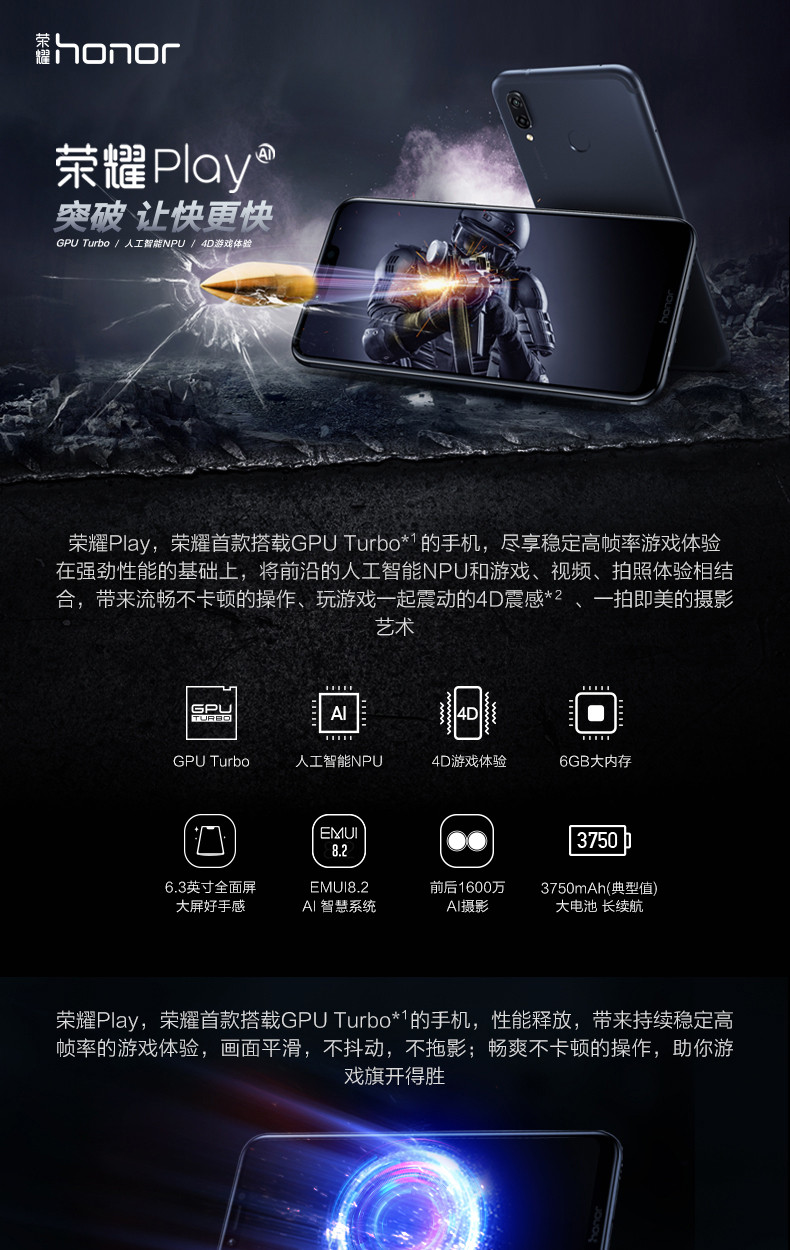 荣耀 honor
荣耀Play AI
突破 让快更快
GPU Turbo / 人工智能NPU / 4D游戏体验
honor
荣耀Play，荣耀首款搭载GPU Turbo*1的手机，尽享稳定高帧率游戏体验
在强劲性能的基础上，将前沿的人工智能NPU和游戏、视频、拍照体验相结
合，带来流畅不卡顿的操作、玩游戏一起震动的4D震感*2 、一拍即美的摄影
艺术
GPU TURBO
AI
4D
GPU Turbo
人工智能NPU
4D游戏体验
6GB大内存
EMUI
8.2
3750
6.3英寸全面屏
大屏好手感
EMUI8.2
AI 智慧系统
前后1600万
AI摄影
3750mAh(典型值)
大电池 长续航
荣耀Play，荣耀首款搭载GPU Turbo*1的手机，性能释放，带来持续稳定高
帧率的游戏体验，画面平滑，不抖动，不拖影；畅爽不卡顿的操作，助你游
戏旗开得胜
honor